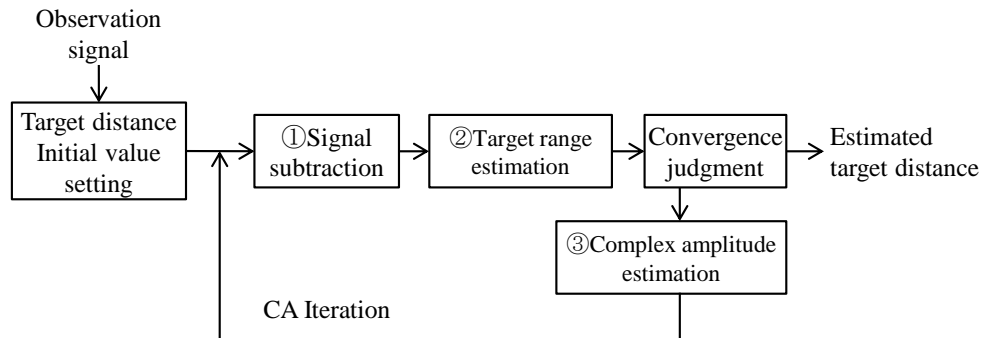 Observation
signal
Target distance
Initial value
setting
①Signal
subtraction
②Target range
estimation
Convergence
judgment
Estimated
target distance
③Complex amplitude
estimation
CA Iteration